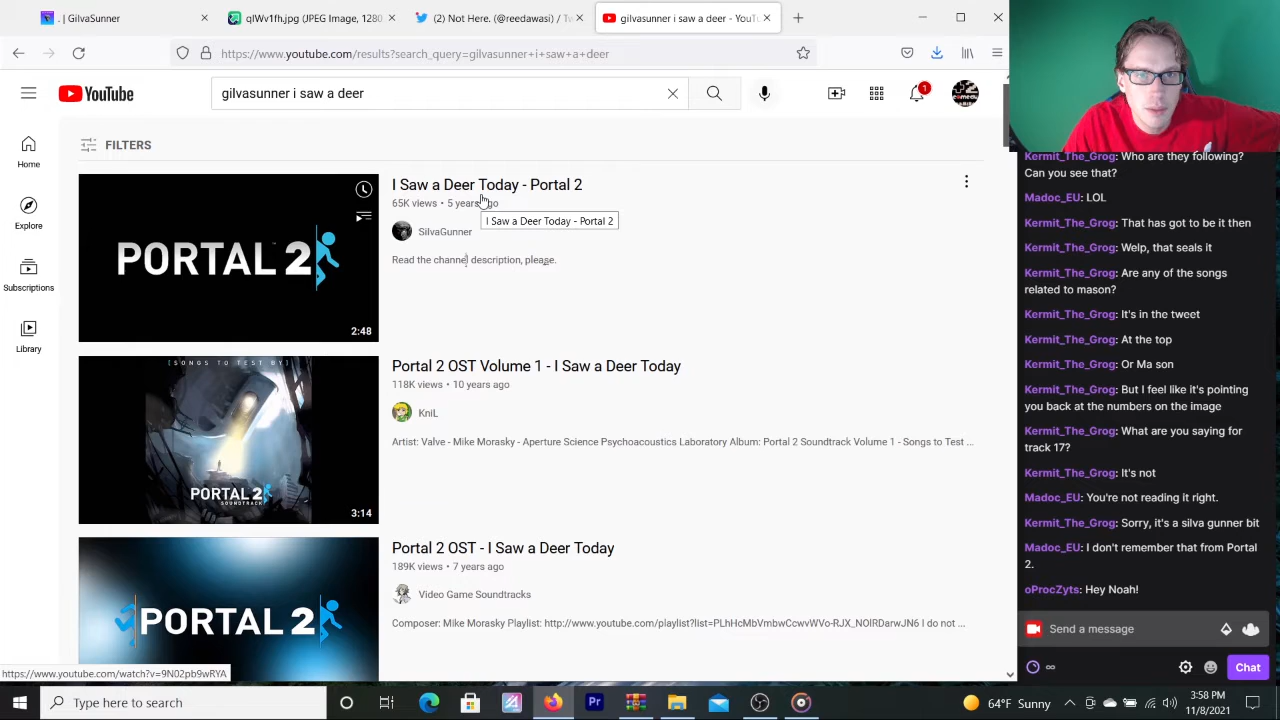 . | GilvaSunner
qlWv1fh.jpg (JPEG Image, 1280
(2) Not Here. (@reedawasi) / Tw
gilvasunner i saw a deer - YouTu
https://www.youtube.com/results?search_query=gilvasunner+i+saw+a+deer
YouTube
gilvasunner i saw a deer
1
Home
Explore
Subscriptions
Library
FILTERS
PORTAL 2
2:48
I Saw a Deer Today - Portal 2
65K views • 5 years ago
I Saw a Deer Today - Portal 2
SilvaGunner
Read the channel description, please.
[SONGS TO TEST BY]
PORTAL 2
SOUNDTRACK
3:14
Portal 2 OST Volume 1 - I Saw a Deer Today
118K views • 10 years ago
KniL
Artist: Valve - Mike Morasky - Aperture Science Psychoacoustics Laboratory Album: Portal 2 Soundtrack Volume 1 - Songs to Test ...
PORTAL 2
Portal 2 OST - I Saw a Deer Today
189K views • 7 years ago
Video Game Soundtracks
Composer: Mike Morasky Playlist: http://www.youtube.com/playlist?list=PLhHcMbVmbwCcwvWVo-RJX_NOlRDarwJN6 I do not ...
https://www.youtube.com/watch?v=9N02pb9wRYA
Kermit_The_Grog: Who are they following?
Can you see that?
Madoc_EU: LOL
Kermit_The_Grog: That has got to be it then
Kermit_The_Grog: Welp, that seals it
Kermit_The_Grog: Are any of the songs
related to mason?
Kermit_The_Grog: It's in the tweet
Kermit_The_Grog: At the top
Kermit_The_Grog: Or Ma son
Kermit_The_Grog: But I feel like it's pointing
you back at the numbers on the image
Kermit_The_Grog: What are you saying for
track 17?
Kermit_The_Grog: It's not
Madoc_EU: You're not reading it right.
Kermit_The_Grog: Sorry, it's a silva gunner bit
Madoc_EU: I don't remember that from Portal
2.
oProcZyts: Hey Noah!
Send a message
Chat
Type here to search
Pr
64°F Sunny
3:58 PM
11/8/2021